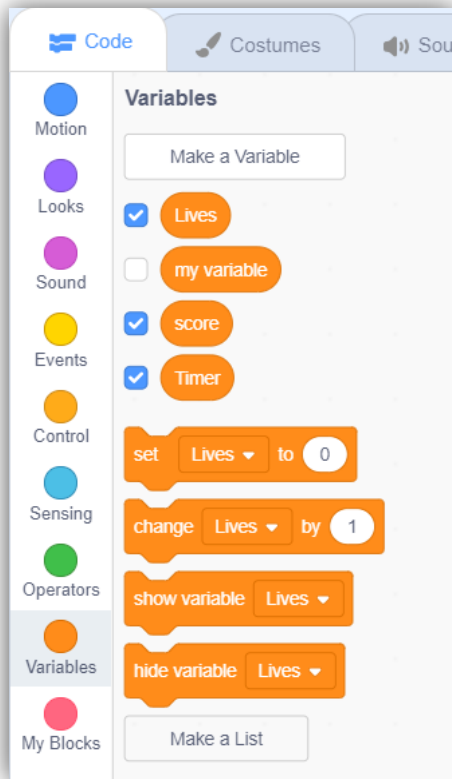 Code
Costumes
Sou
Motion
Looks
Sound
Events
Control
Sensing
Operators
Variables
My Blocks
Variables
Make a Variable
Lives
my variable
score
Timer
set Lives to 0
change Lives by 1
show variable Lives
hide variable Lives
Make a List